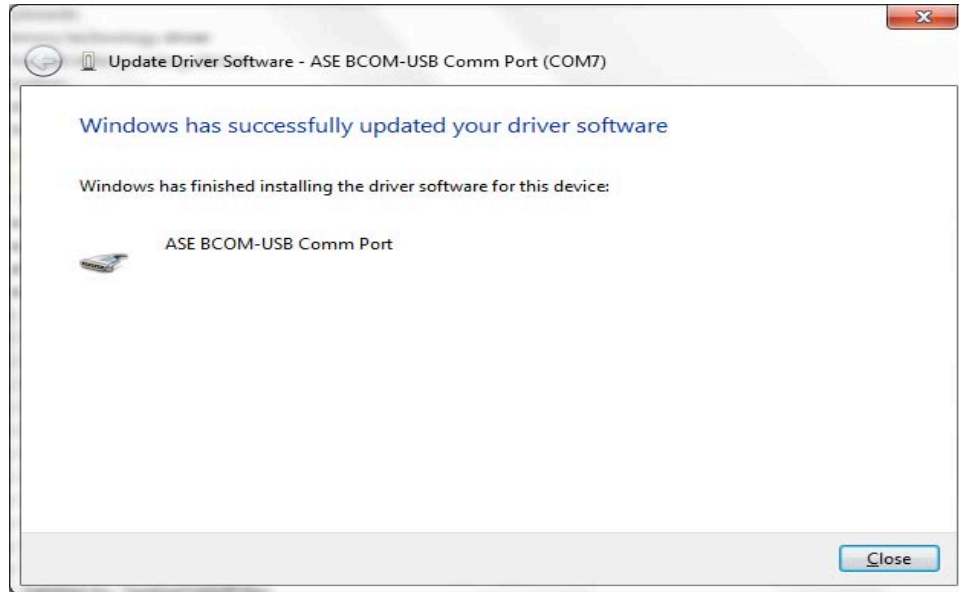 Update Driver Software - ASE BCOM-USB Comm Port (COM7)
Windows has successfully updated your driver software
Windows has finished installing the driver software for this device:
ASE BCOM-USB Comm Port
Close